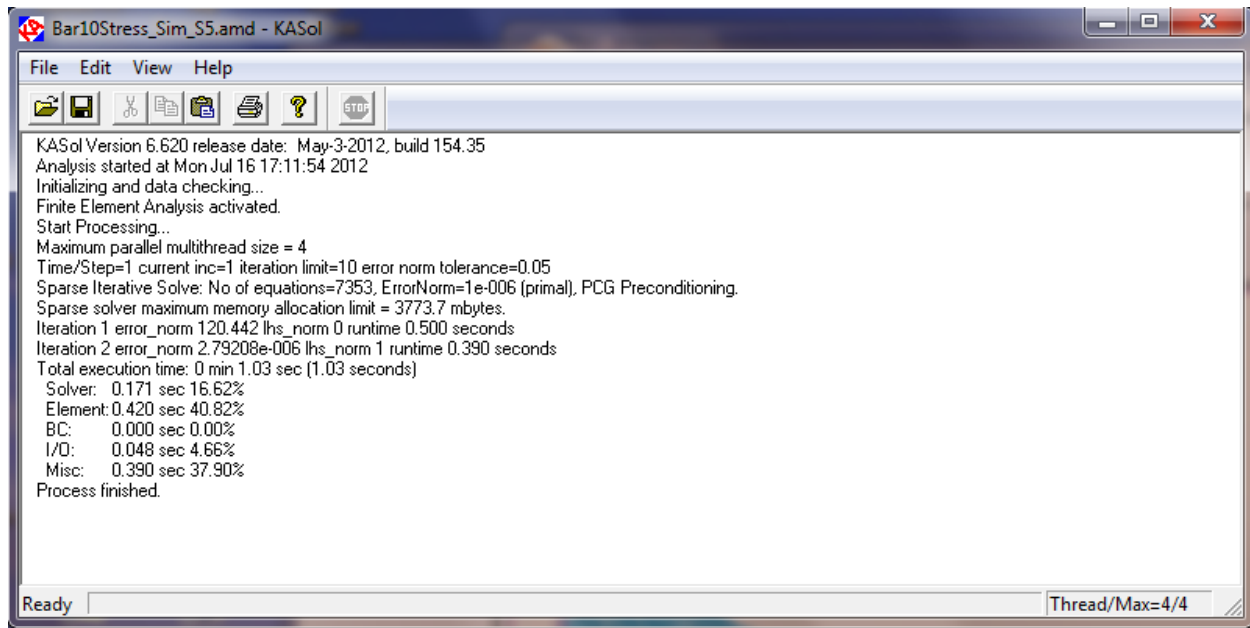 Bar10Stress_Sim_S5.amd - KASol
File Edit View Help
STOP
KASol Version 6.620 release date: May-3-2012, build 154.35
Analysis started at Mon Jul 16 17:11:54 2012
Initializing and data checking...
Finite Element Analysis activated.
Start Processing...
Maximum parallel multithread size = 4
Time/Step=1 current inc=1 iteration limit=10 error norm tolerance=0.05
Sparse Iterative Solve: No of equations=7353, ErrorNorm=1e-006 (primal), PCG Preconditioning.
Sparse solver maximum memory allocation limit = 3773.7 mbytes.
Iteration 1 error_norm 120.442 lhs_norm 0 runtime 0.500 seconds
Iteration 2 error_norm 2.79208e-006 lhs_norm 1 runtime 0.390 seconds
Total execution time: 0 min 1.03 sec (1.03 seconds)
Solver: 0.171 sec 16.62%
Element: 0.420 sec 40.82%
BC: 0.000 sec 0.00%
I/O: 0.048 sec 4.66%
Misc: 0.390 sec 37.90%
Process finished.
Ready Thread/Max=4/4